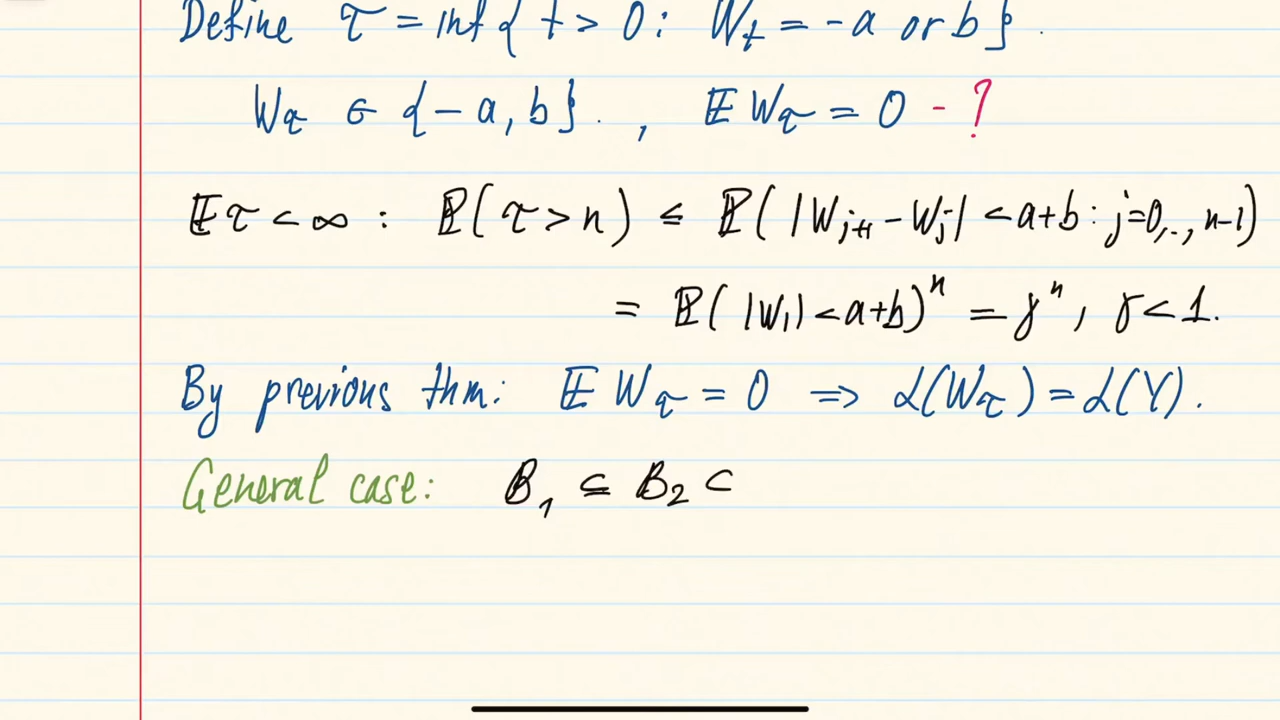 Define τ = inf { t > 0 : W_t = -a or b } .
W_τ ∈ { - a, b } . , 𝔼 W_τ = 0 - ?
𝔼 τ < ∞ : ℙ( τ > n ) ≤ ℙ( |W_{j+1} - W_j| < a+b : j=0,.., n-1)
= ℙ( |W_1| < a+b )^n = γ^n , γ < 1.
By previous thm: 𝔼 W_τ = 0 ⇒ ℒ(W_τ) = ℒ(Y) .
General case: B_1 ⊆ B_2 ⊂